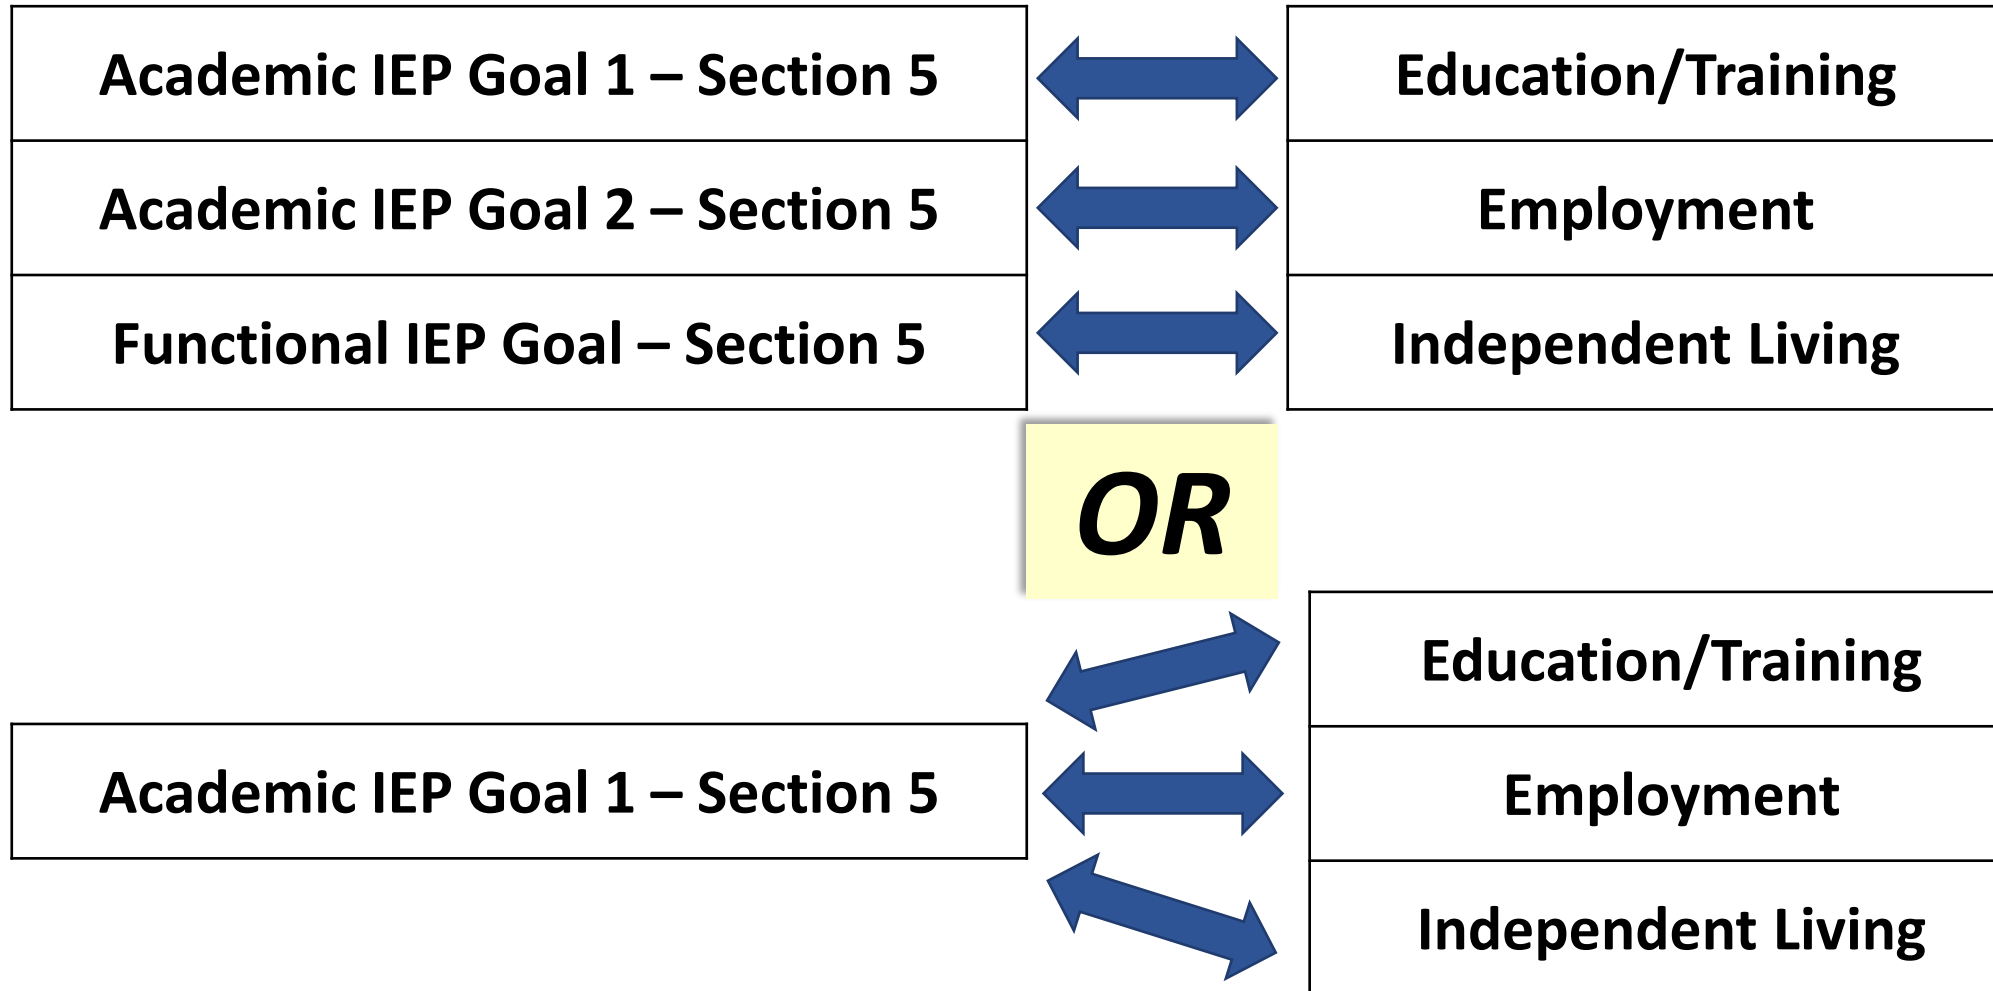 Academic IEP Goal 1 – Section 5
Education/Training
Academic IEP Goal 2 – Section 5
Employment
Functional IEP Goal – Section 5
Independent Living
OR
Education/Training
Academic IEP Goal 1 – Section 5
Employment
Independent Living